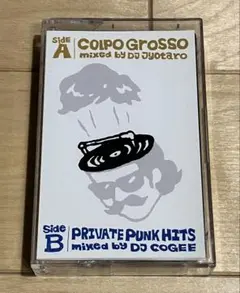 Side A
COLPO GROSSO
mixed by DJ Jyotaro
Side B
PRIVATE PUNK HITS
mixed by DJ COGEE